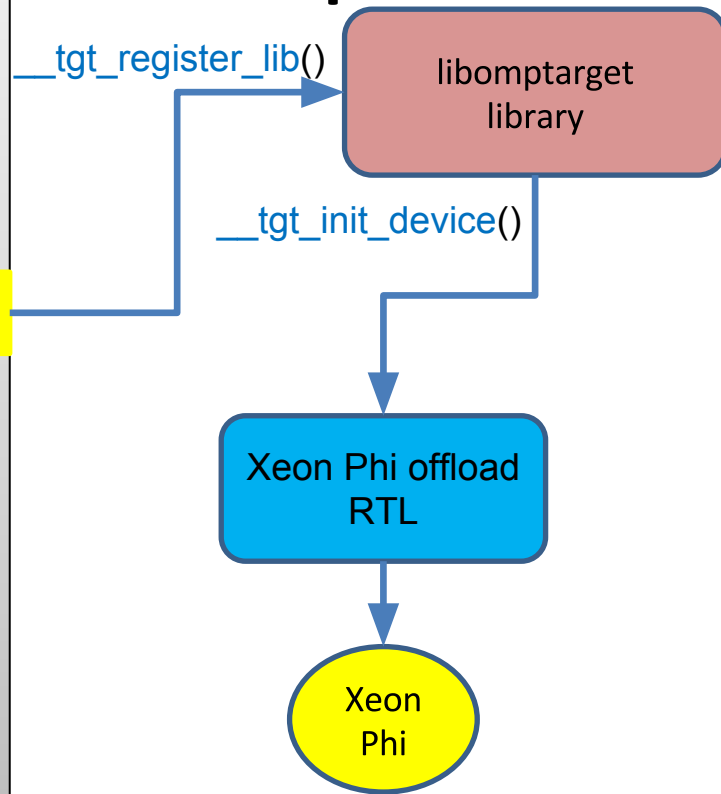 __tgt_register_lib()
libomptarget
library
__tgt_init_device()
Xeon Phi offload
RTL
Xeon
Phi